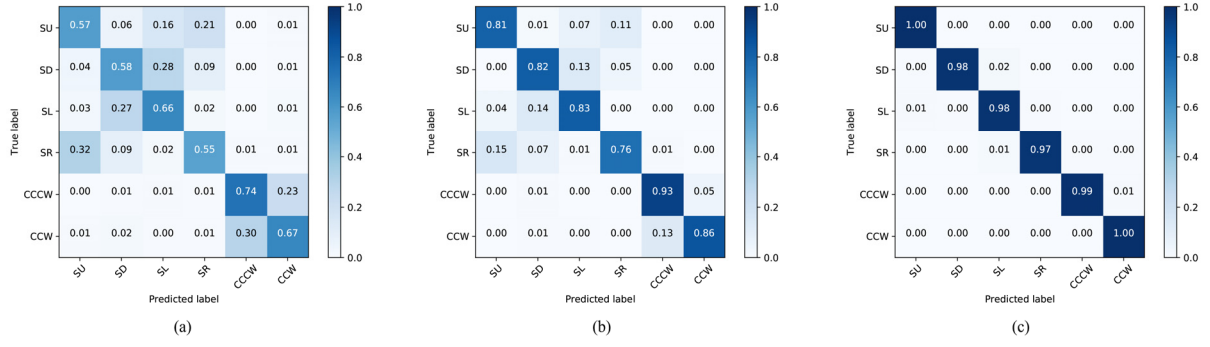 SU 0.57 0.06 0.16 0.21 0.00 0.01
SD 0.04 0.58 0.28 0.09 0.00 0.01
SL 0.03 0.27 0.66 0.02 0.00 0.01
SR 0.32 0.09 0.02 0.55 0.01 0.01
CCCW 0.00 0.01 0.01 0.01 0.74 0.23
CCW 0.01 0.02 0.00 0.01 0.30 0.67
SU SD SL SR CCCW CCW
True label
Predicted label
1.0
0.8
0.6
0.4
0.2
0.0
(a)
SU 0.81 0.01 0.07 0.11 0.00 0.00
SD 0.00 0.82 0.13 0.05 0.00 0.00
SL 0.04 0.14 0.83 0.00 0.00 0.00
SR 0.15 0.07 0.01 0.76 0.01 0.00
CCCW 0.00 0.01 0.00 0.00 0.93 0.05
CCW 0.00 0.01 0.00 0.00 0.13 0.86
SU SD SL SR CCCW CCW
True label
Predicted label
1.0
0.8
0.6
0.4
0.2
0.0
(b)
SU 1.00 0.00 0.00 0.00 0.00 0.00
SD 0.00 0.98 0.02 0.00 0.00 0.00
SL 0.01 0.00 0.98 0.00 0.00 0.00
SR 0.00 0.00 0.01 0.97 0.00 0.00
CCCW 0.00 0.00 0.00 0.00 0.99 0.01
CCW 0.00 0.00 0.00 0.00 0.00 1.00
SU SD SL SR CCCW CCW
True label
Predicted label
1.0
0.8
0.6
0.4
0.2
0.0
(c)